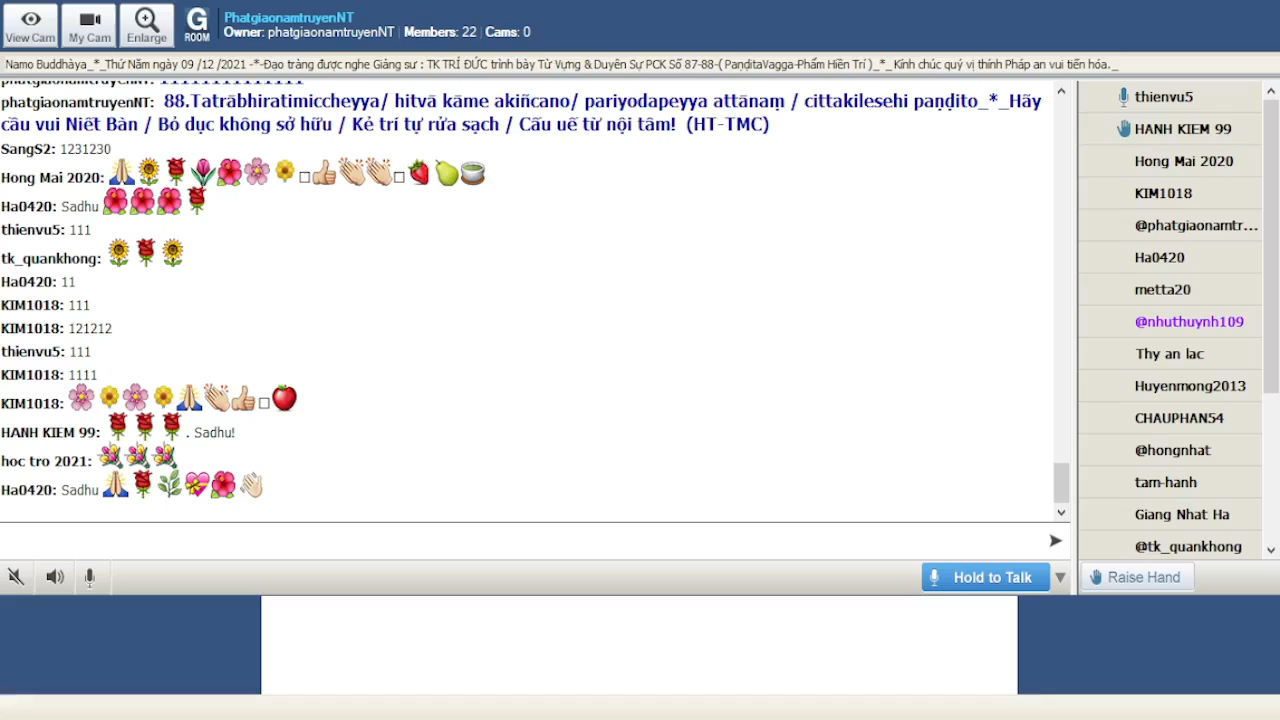 View Cam
My Cam
Enlarge
G
ROOM
PhatgiaonamtruyenNT
Owner: phatgiaonamtruyenNT | Members: 22 | Cams: 0
Namo Buddhàya_*_Thứ Năm ngày 09 /12 /2021 -*-Đạo tràng được nghe Giảng sư : TK TRÍ ĐỨC trình bày Từ Vựng & Duyên Sự PCK Số 87-88-( PaṇḍitaVagga-Phẩm Hiền Trí )_*_ Kính chúc quý vị thính Pháp an vui tiến hóa._
phatgiaonamtruyenNT: 88.Tatrābhiratimiccheyya/ hitvā kāme akiñcano/ pariyodapeyya attānaṃ / cittakilesehi paṇḍito_*_Hãy
cầu vui Niết Bàn / Bỏ dục không sở hữu / Kẻ trí tự rửa sạch / Cấu uế từ nội tâm! (HT-TMC)
SangS2: 1231230
Hong Mai 2020:
Ha0420: Sadhu
thienvu5: 111
tk_quankhong:
Ha0420: 11
KIM1018: 111
KIM1018: 121212
thienvu5: 111
KIM1018: 1111
KIM1018:
HANH KIEM 99: . Sadhu!
hoc tro 2021:
Ha0420: Sadhu
Hold to Talk
thienvu5
HANH KIEM 99
Hong Mai 2020
KIM1018
@phatgiaonamtr...
Ha0420
metta20
@nhuthuynh109
Thy an lac
Huyenmong2013
CHAUPHAN54
@hongnhat
tam-hanh
Giang Nhat Ha
@tk_quankhong
Raise Hand